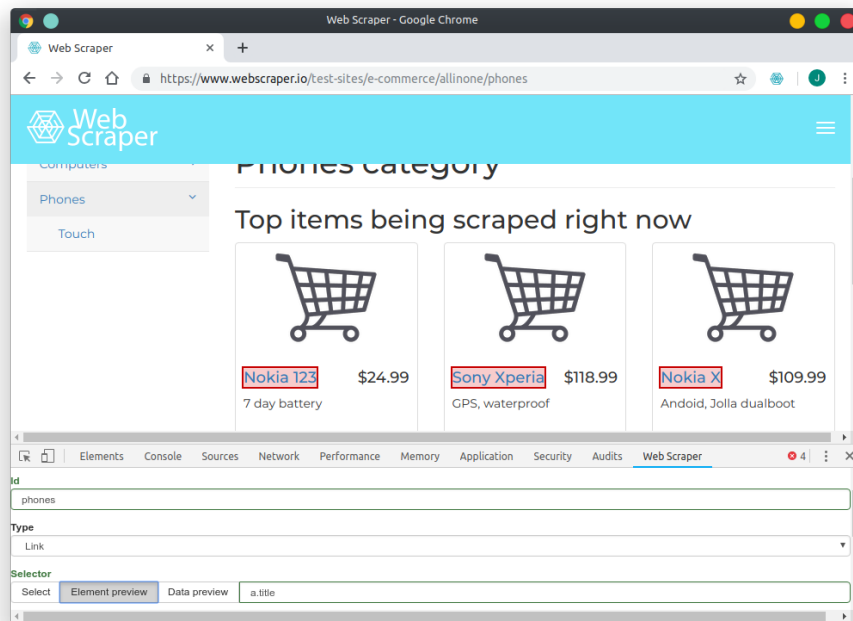 Web Scraper - Google Chrome
Web Scraper × +
https://www.webscraper.io/test-sites/e-commerce/allinone/phones
J
Web
Scraper
Computers
Phones category
Phones
Top items being scraped right now
Touch
Nokia 123 $24.99 Sony Xperia $118.99 Nokia X $109.99
7 day battery GPS, waterproof Andoid, Jolla dualboot
Elements Console Sources Network Performance Memory Application Security Audits Web Scraper 4
Id
phones
Type
Link
Selector
Select Element preview Data preview a.title